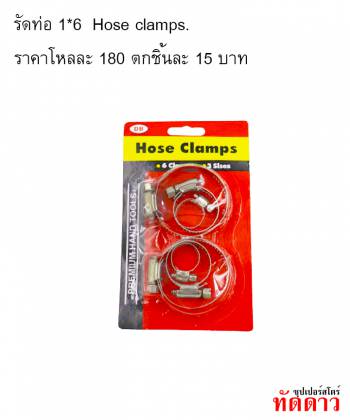 รัดท่อ 1*6 Hose clamps.
ราคาโหลละ 180 ตกชิ้นละ 15 บาท
DB
Hose Clamps
• 6 Clamps • 3 Sizes
PREMIUM HAND TOOLS
ซุปเปอร์สโตร์
ทัดดาว